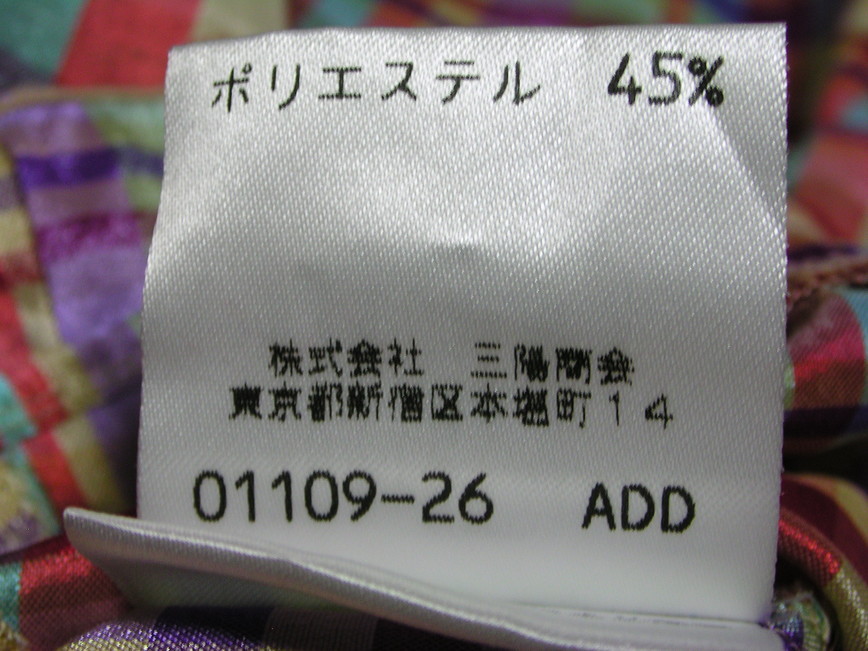 ポリエステル 45%
株式会社 三陽商会
東京都新宿区本塩町14
01109-26 ADD